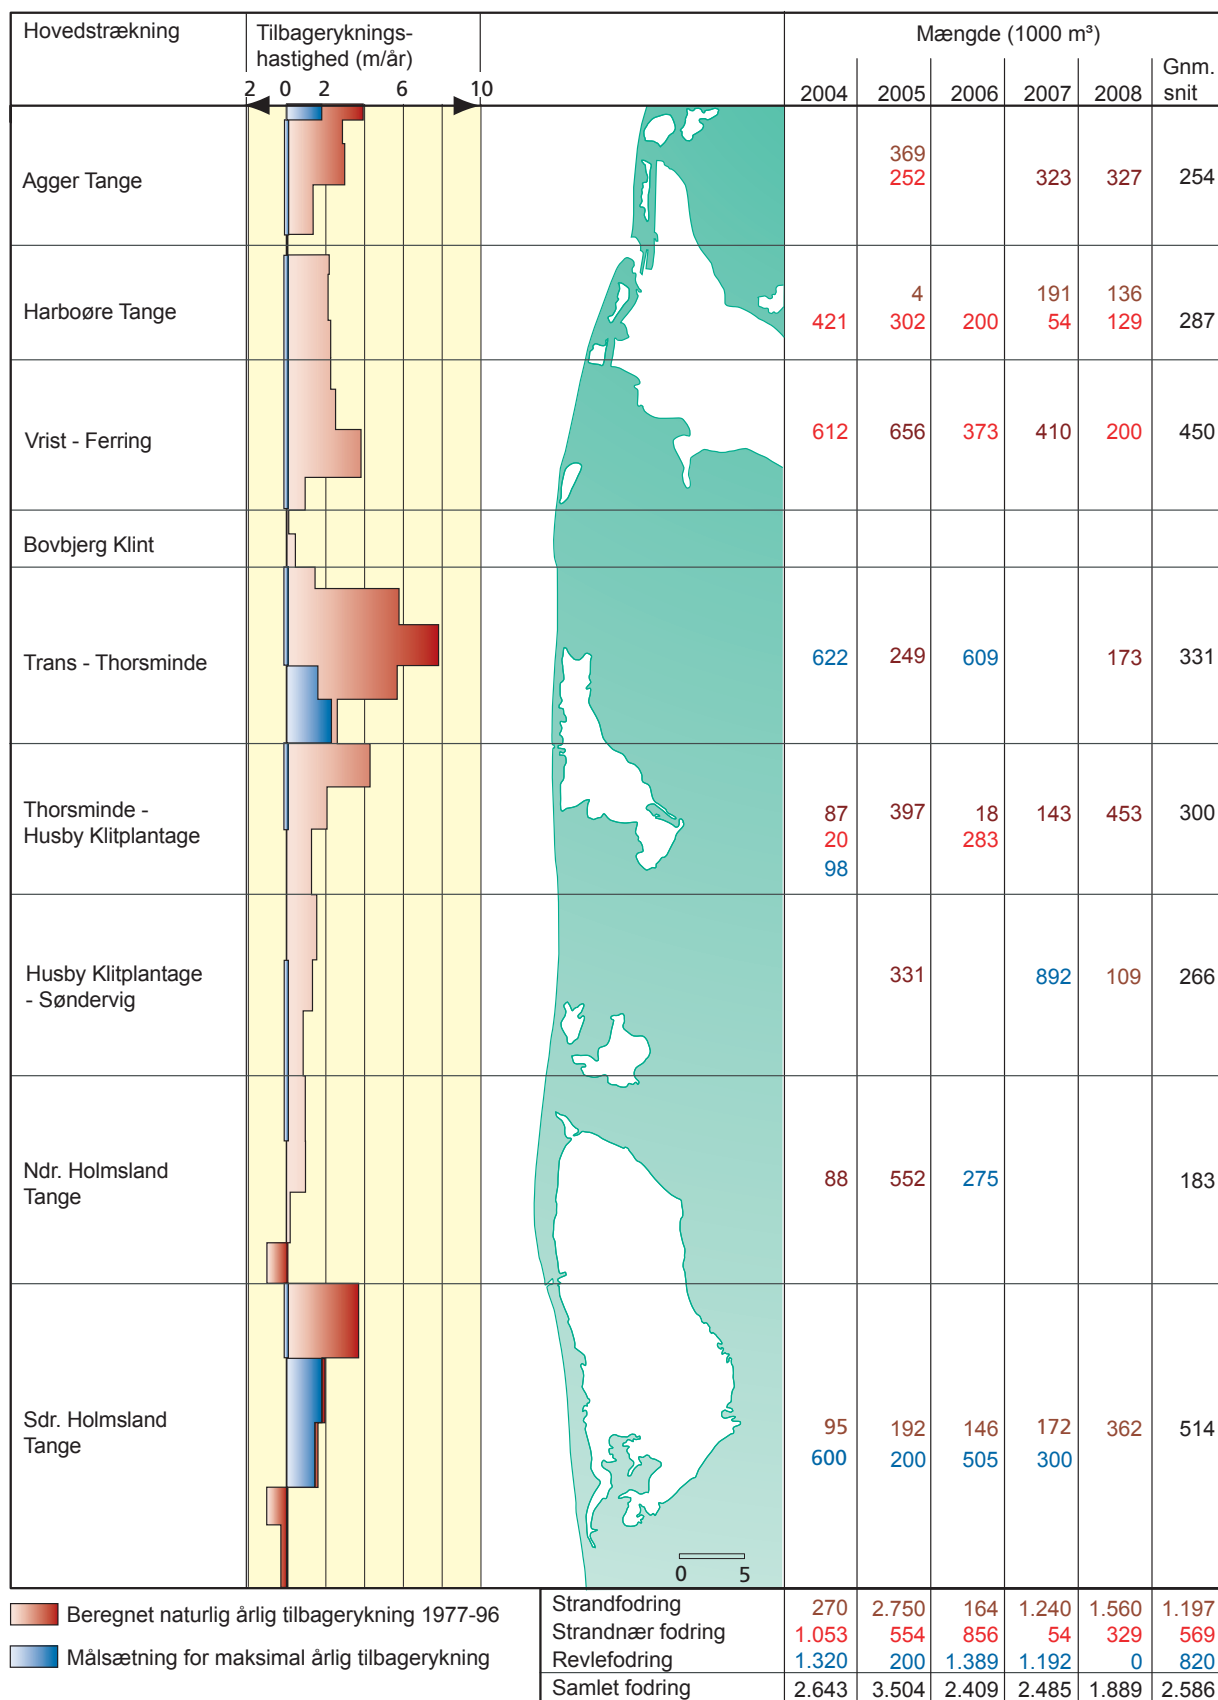 Hovedstrækning
Tilbageryknings-
hastighed (m/år)
2 0 2 6 10
Mængde (1000 m³)
2004 2005 2006 2007 2008 Gnm. snit
Agger Tange
369
252 323 327 254
Harboøre Tange
4 191 136
421 302 200 54 129 287
Vrist - Ferring
612 656 373 410 200 450
Bovbjerg Klint
Trans - Thorsminde
622 249 609 173 331
Thorsminde -
Husby Klitplantage
87 397 18 143 453 300
20 283
98
Husby Klitplantage
- Søndervig
331 892 109 266
Ndr. Holmsland
Tange
88 552 275 183
Sdr. Holmsland
Tange
95 192 146 172 362 514
600 200 505 300
0 5
Beregnet naturlig årlig tilbagerykning 1977-96
Målsætning for maksimal årlig tilbagerykning
Strandfodring 270 2.750 164 1.240 1.560 1.197
Strandnær fodring 1.053 554 856 54 329 569
Revlefodring 1.320 200 1.389 1.192 0 820
Samlet fodring 2.643 3.504 2.409 2.485 1.889 2.586